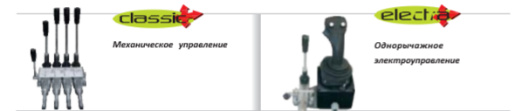 classic
Механическое управление
electra
Однорычажное
электроуправление